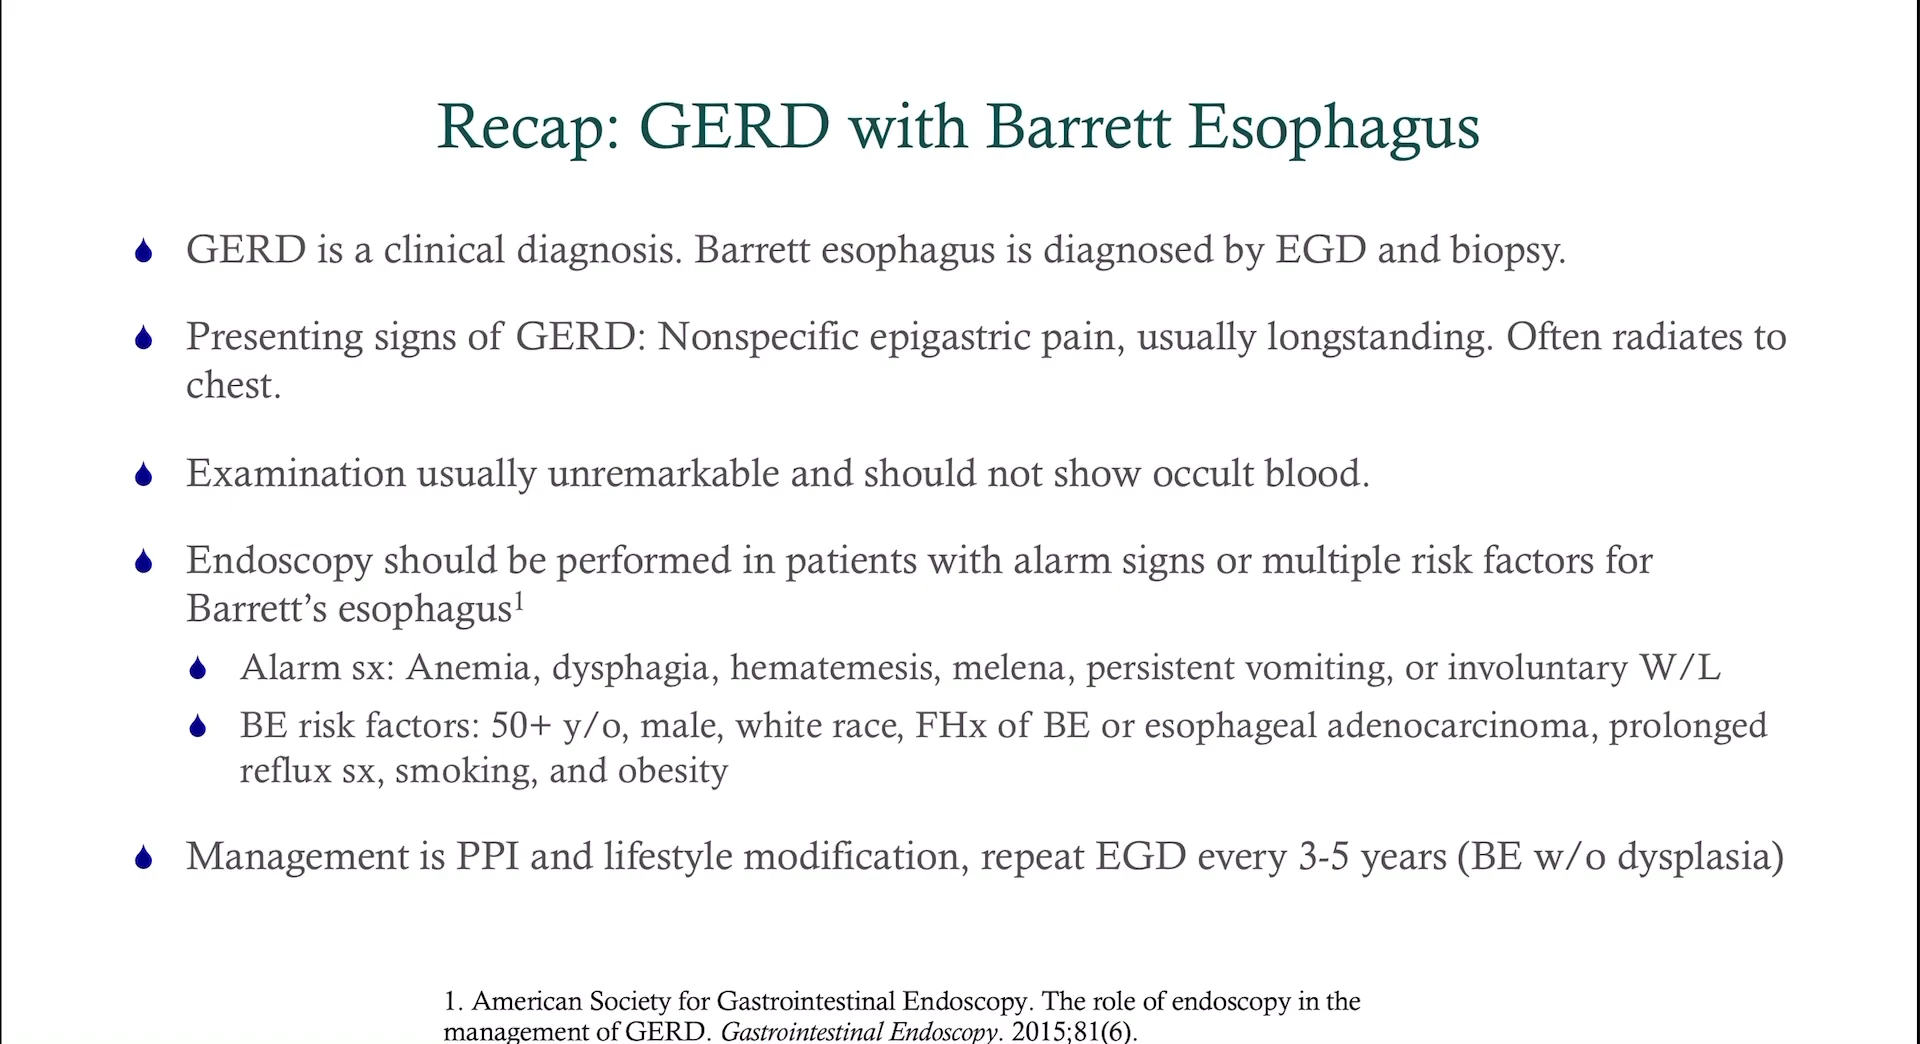 Recap: GERD with Barrett Esophagus
GERD is a clinical diagnosis. Barrett esophagus is diagnosed by EGD and biopsy.
Presenting signs of GERD: Nonspecific epigastric pain, usually longstanding. Often radiates to
chest.
Examination usually unremarkable and should not show occult blood.
Endoscopy should be performed in patients with alarm signs or multiple risk factors for
Barrett’s esophagus¹
Alarm sx: Anemia, dysphagia, hematemesis, melena, persistent vomiting, or involuntary W/L
BE risk factors: 50+ y/o, male, white race, FHx of BE or esophageal adenocarcinoma, prolonged
reflux sx, smoking, and obesity
Management is PPI and lifestyle modification, repeat EGD every 3-5 years (BE w/o dysplasia)
1. American Society for Gastrointestinal Endoscopy. The role of endoscopy in the
management of GERD. Gastrointestinal Endoscopy. 2015;81(6).